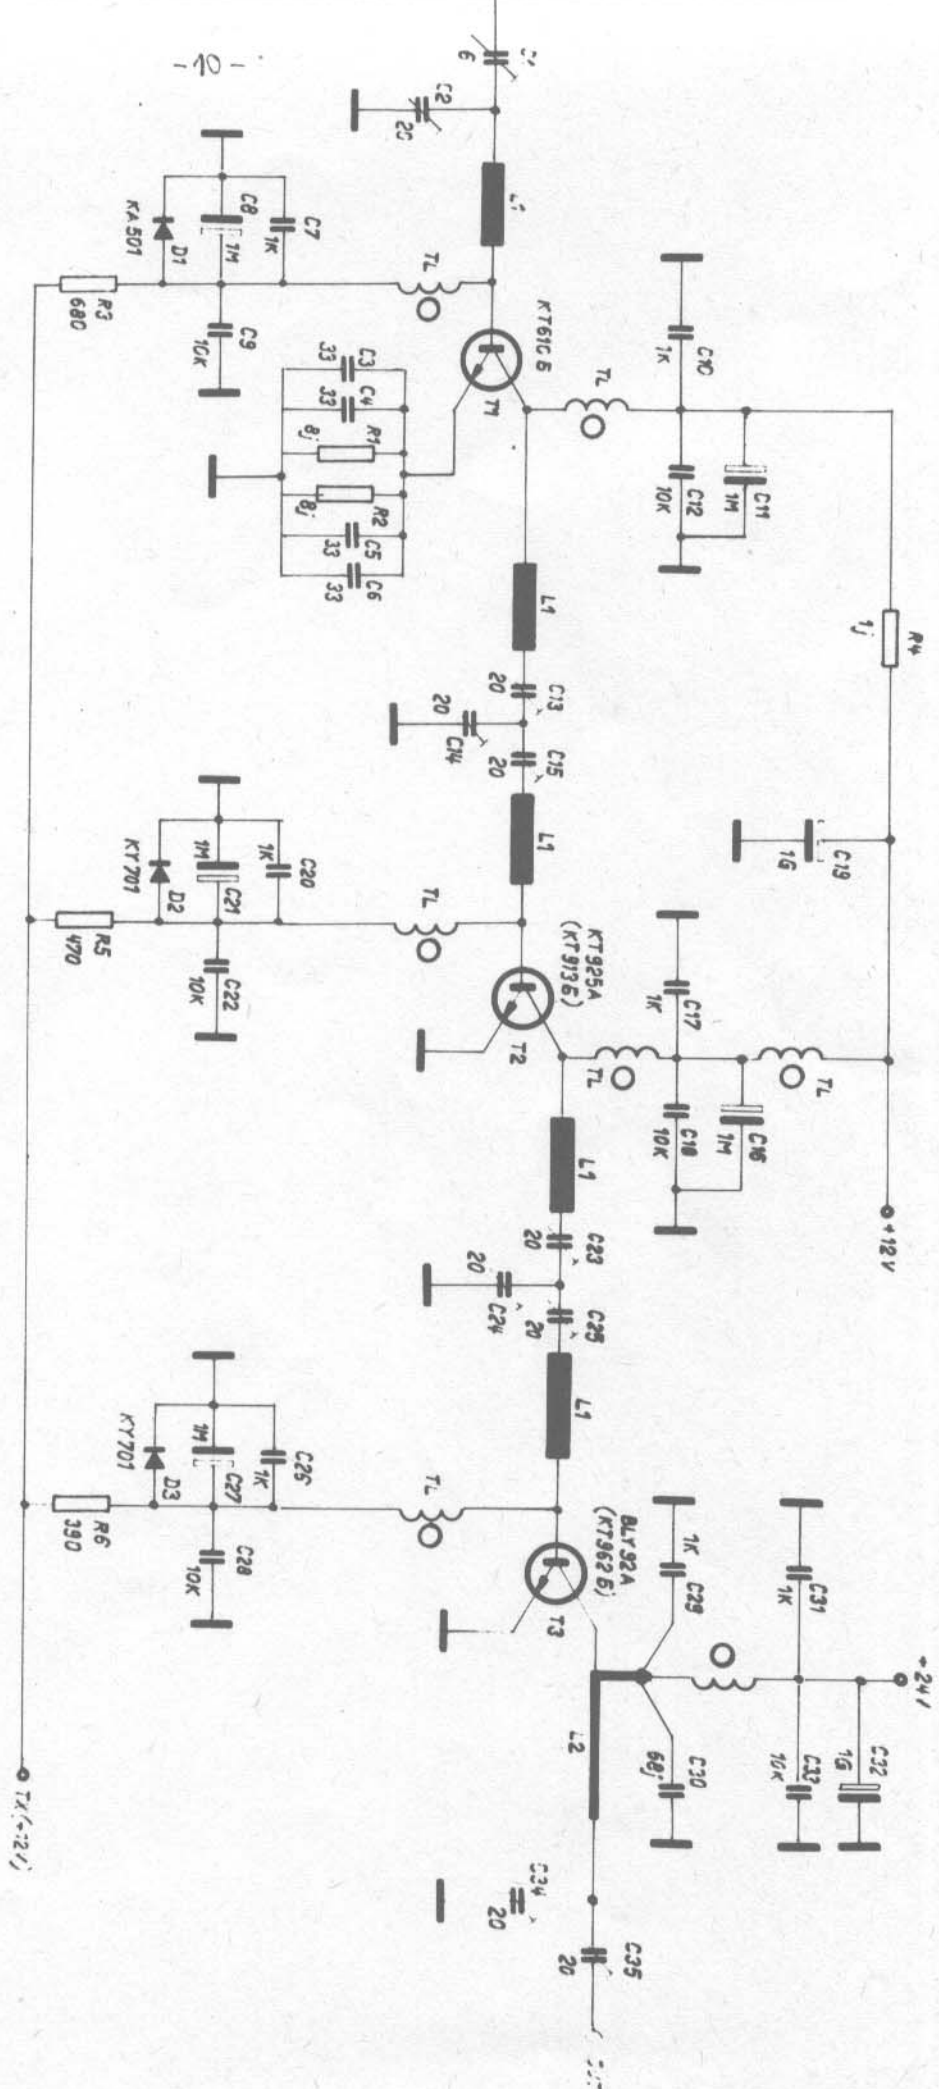 - 10 -
6
C2
20
L1
C7
1K
C8
1M
D1
KA501
R3
680
C9
10K
TL
KT610 Б
T1
C10
1K
TL
C11
1M
C12
10K
C3
33
C4
33
R1
8j
R2
8j
C5
33
C6
33
R4
1j
L1
C13
20
C14
20
C15
20
L1
C19
1G
C20
1K
C21
1M
D2
KY701
R5
470
C22
10K
TL
KT925A
(KT913Б)
T2
C17
1K
TL
TL
C16
1M
C18
10K
+12V
L1
C23
20
C24
20
C25
20
L1
C26
1K
C27
1M
D3
KY701
R6
390
C28
10K
TL
BLY92A
(KT962Б)
T3
C29
1K
C31
1K
+24V
C30
68j
C32
1G
C33
10K
L2
TX(+12V)
C34
20
C35
20